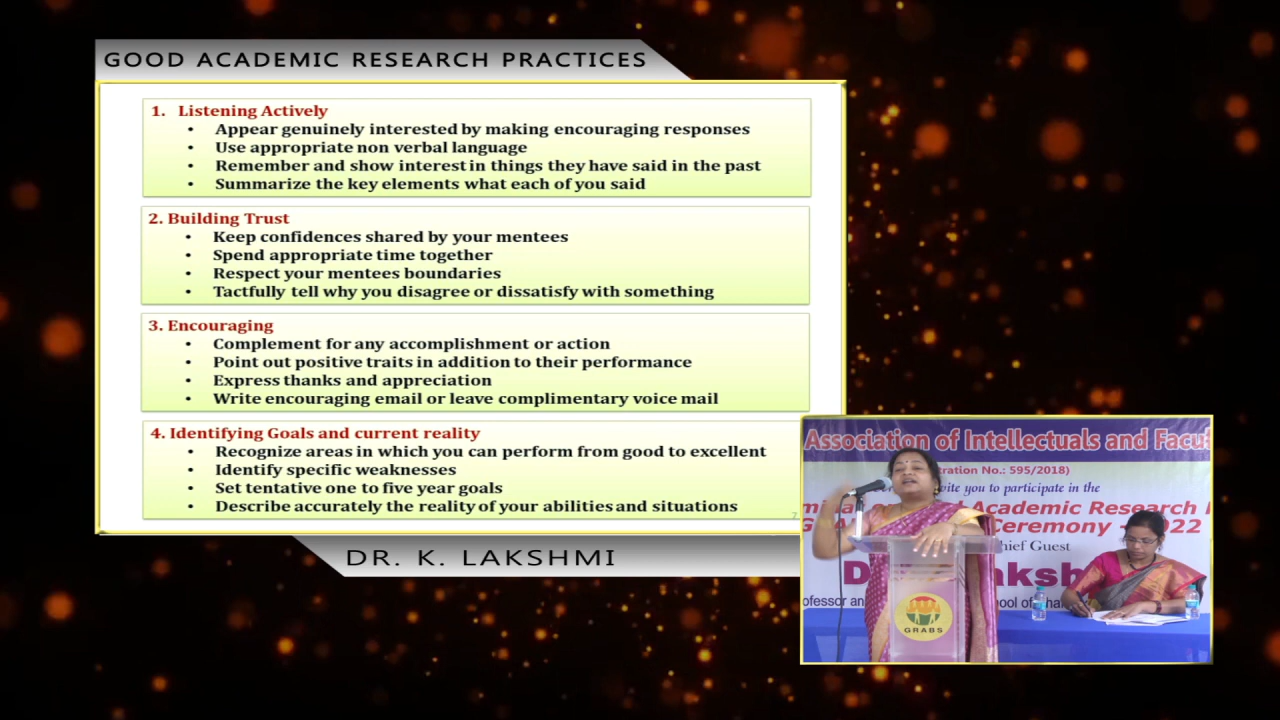 GOOD ACADEMIC RESEARCH PRACTICES
1. Listening Actively
• Appear genuinely interested by making encouraging responses
• Use appropriate non verbal language
• Remember and show interest in things they have said in the past
• Summarize the key elements what each of you said
2. Building Trust
• Keep confidences shared by your mentees
• Spend appropriate time together
• Respect your mentees boundaries
• Tactfully tell why you disagree or dissatisfy with something
3. Encouraging
• Complement for any accomplishment or action
• Point out positive traits in addition to their performance
• Express thanks and appreciation
• Write encouraging email or leave complimentary voice mail
4. Identifying Goals and current reality
• Recognize areas in which you can perform from good to excellent
• Identify specific weaknesses
• Set tentative one to five year goals
• Describe accurately the reality of your abilities and situations
7
DR. K. LAKSHMI
Association of Intellectuals and
No.: 595/2018)
you to participate in the
Academic Research
Ceremony
Guest
GRABS